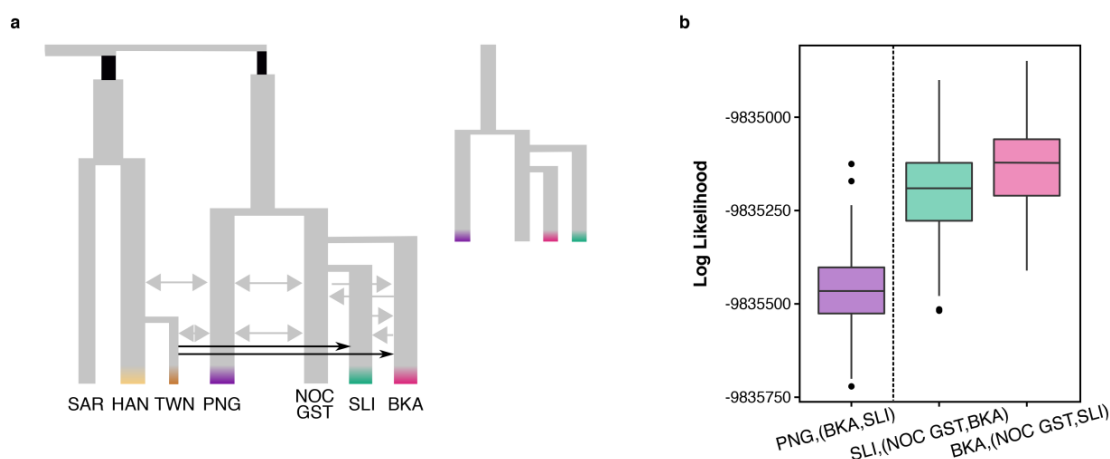 a
SAR HAN TWN PNG NOC GST SLI BKA
b
Log Likelihood
-9835000
-9835250
-9835500
-9835750
PNG,(BKA,SLI)
SLI,(NOC GST,BKA)
BKA,(NOC GST,SLI)